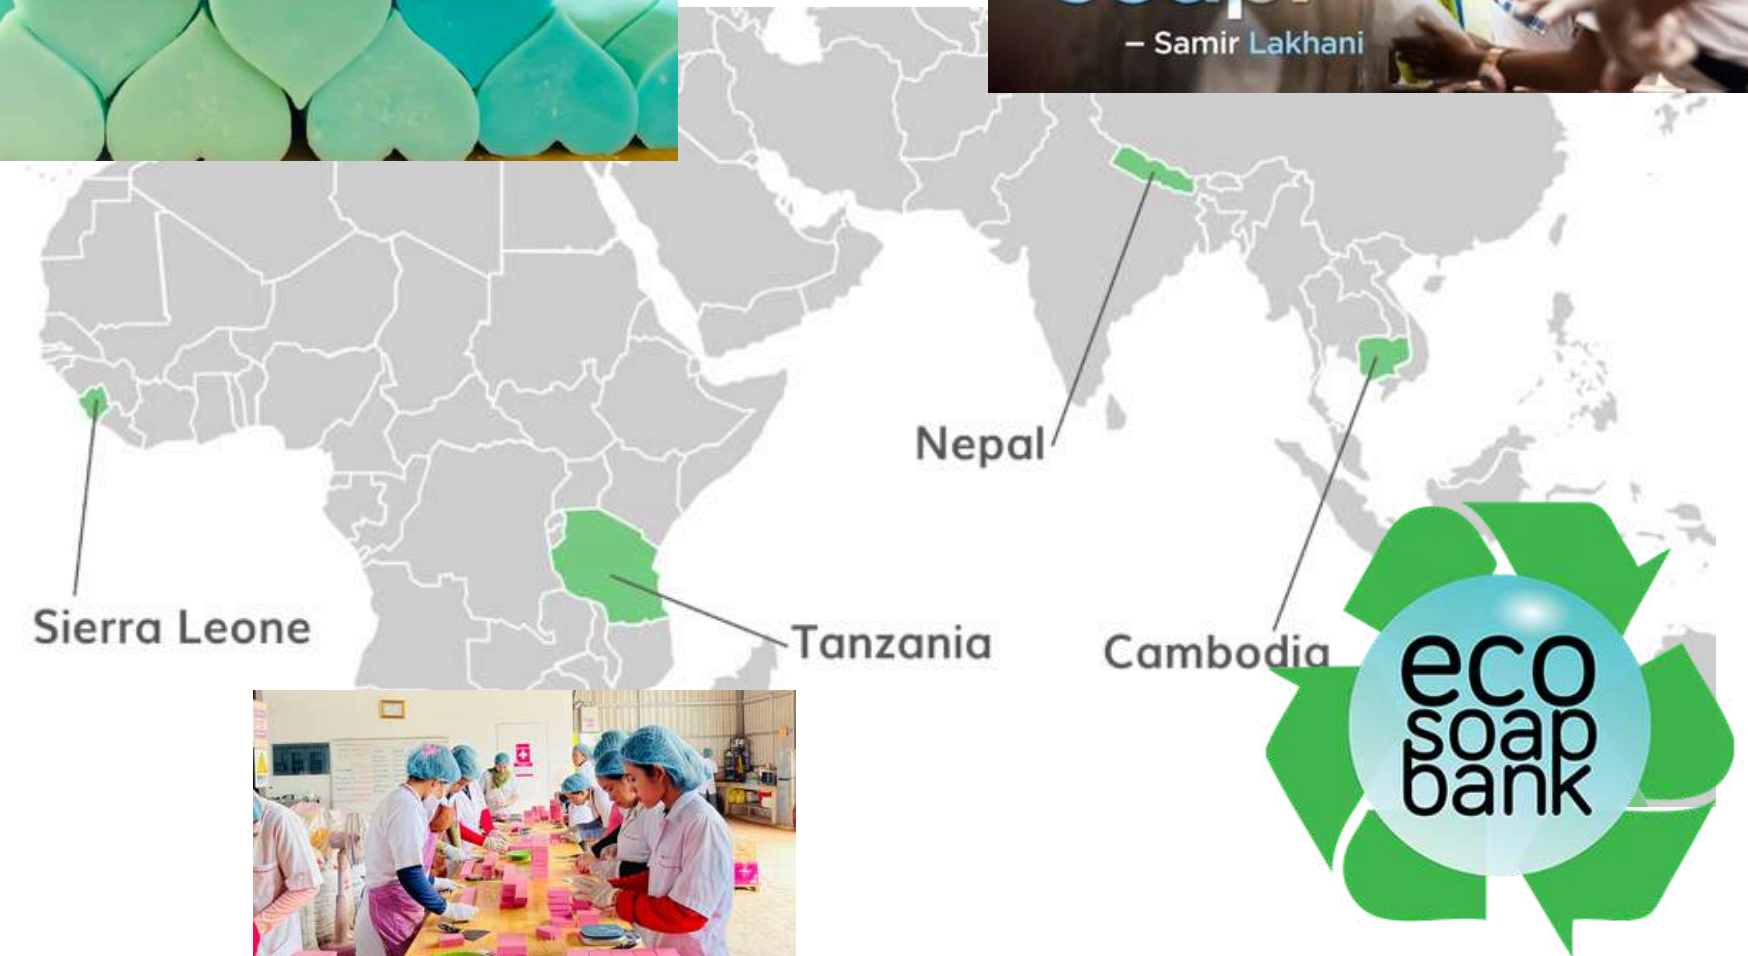 – Samir Lakhani
Nepal
Sierra Leone
Tanzania
Cambodia
eco
soap
bank